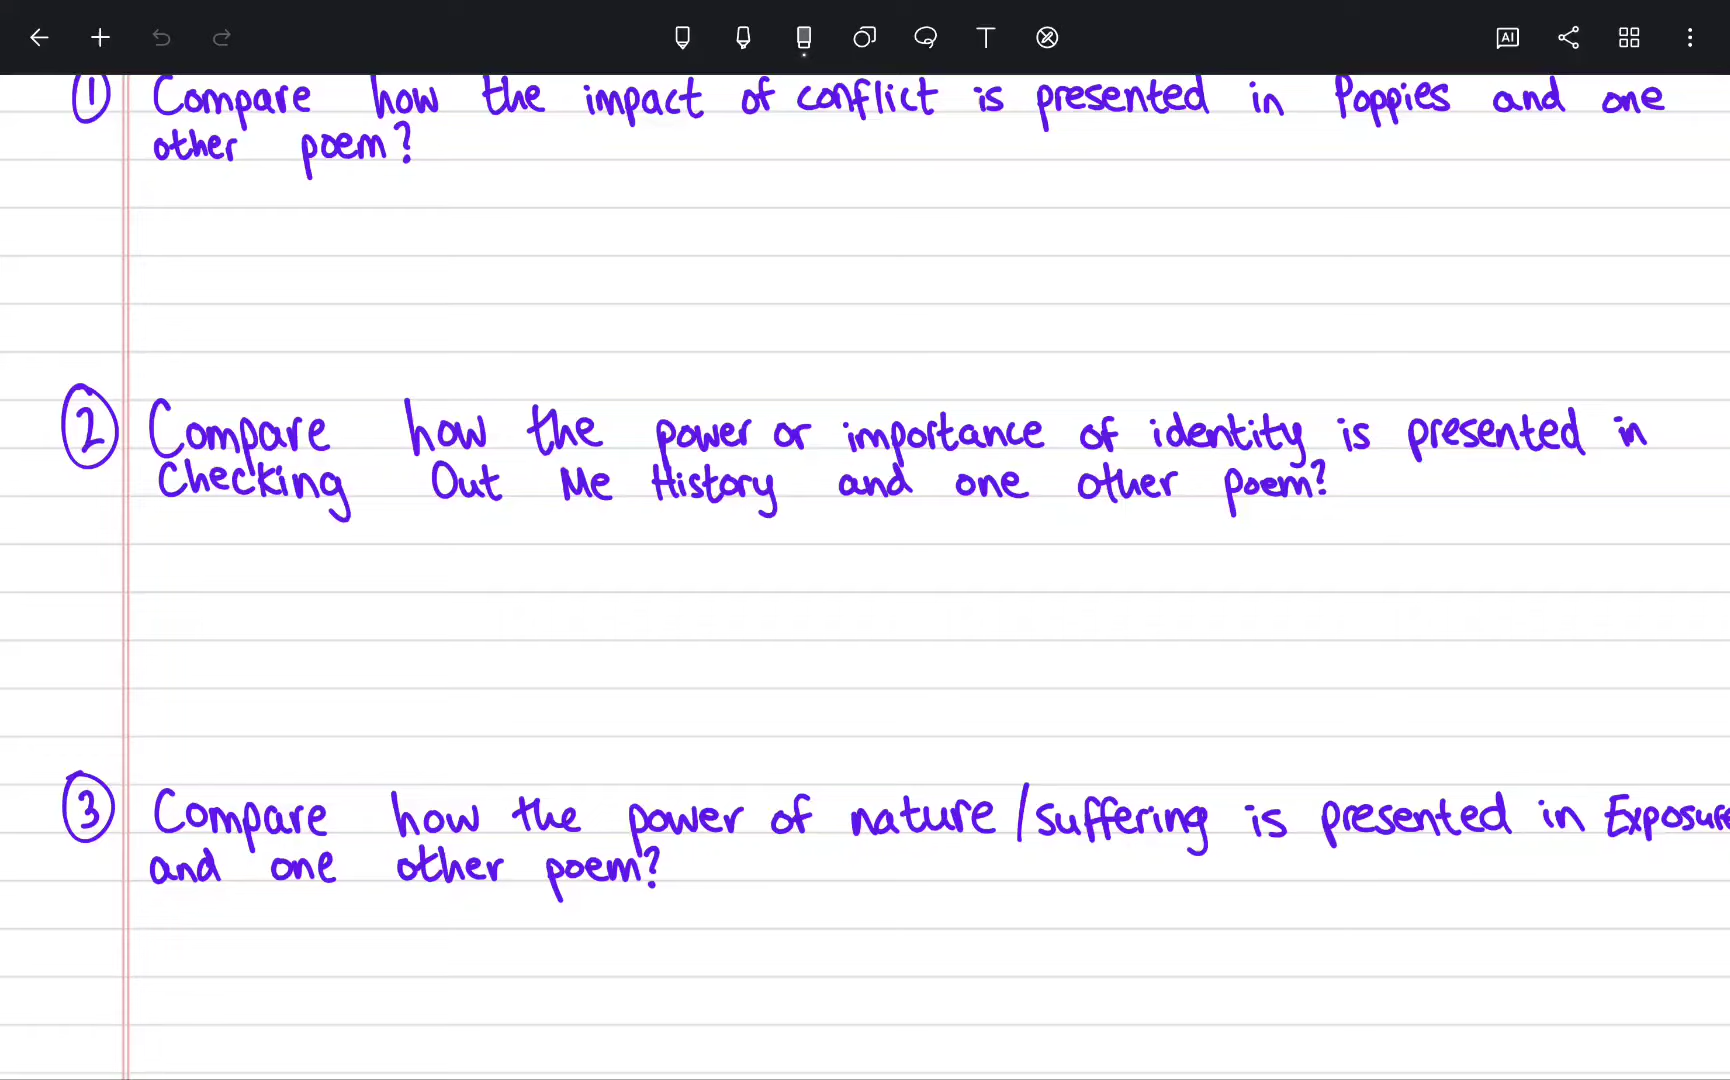 AI
① Compare how the impact of conflict is presented in Poppies and one
other poem?
② Compare how the power or importance of identity is presented in
Checking Out Me History and one other poem?
③ Compare how the power of nature/suffering is presented in Exposure
and one other poem?